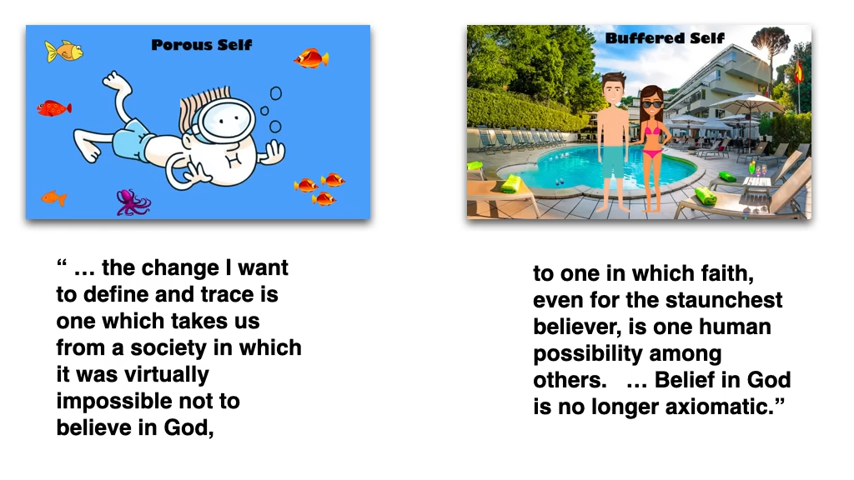 Porous Self
“ … the change I want
to define and trace is
one which takes us
from a society in which
it was virtually
impossible not to
believe in God,
Buffered Self
to one in which faith,
even for the staunchest
believer, is one human
possibility among
others.   … Belief in God
is no longer axiomatic.”